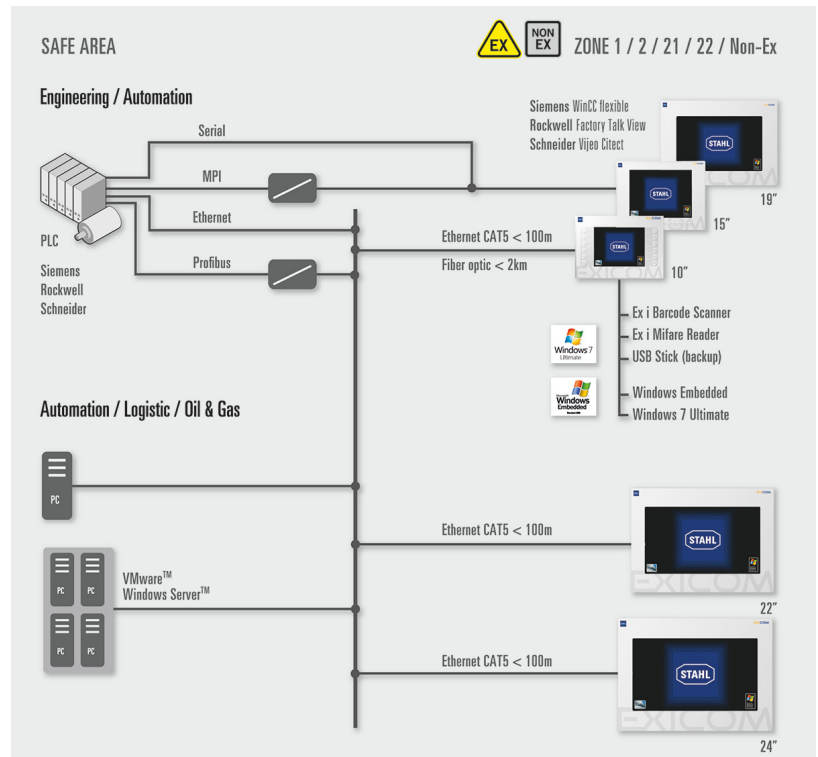 SAFE AREA
EX
NON
EX
ZONE 1 / 2 / 21 / 22 / Non-Ex
Engineering / Automation
Siemens WinCC flexible
Rockwell Factory Talk View
Schneider Vijeo Citect
Serial
MPI
Ethernet
Profibus
PLC
Siemens
Rockwell
Schneider
STAHL
19″
STAHL
15″
STAHL
EXICOM
10″
Ethernet CAT5 < 100m
Fiber optic < 2km
Ex i Barcode Scanner
Ex i Mifare Reader
USB Stick (backup)
Windows Embedded
Windows 7 Ultimate
Windows 7
Ultimate
Windows
Embedded
Automation / Logistic / Oil & Gas
PC
PC
PC
PC
PC
VMware™
Windows Server™
Ethernet CAT5 < 100m
STAHL
EXICOM
22″
Ethernet CAT5 < 100m
STAHL
EXICOM
24″